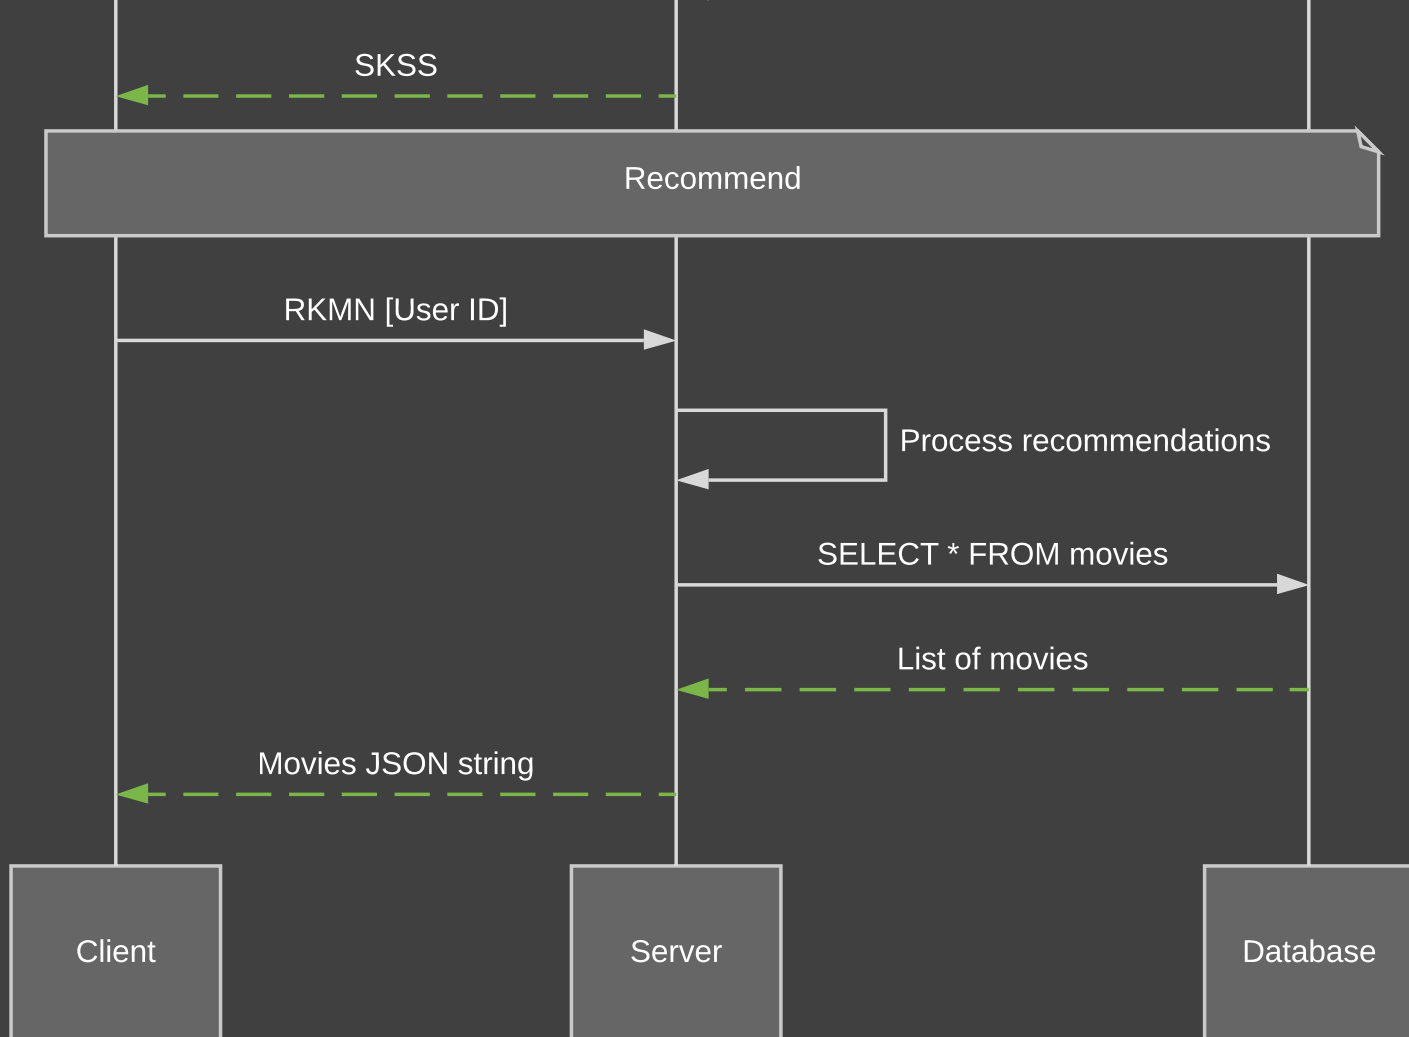 SKSS
Recommend
RKMN [User ID]
Process recommendations
SELECT * FROM movies
List of movies
Movies JSON string
Client
Server
Database